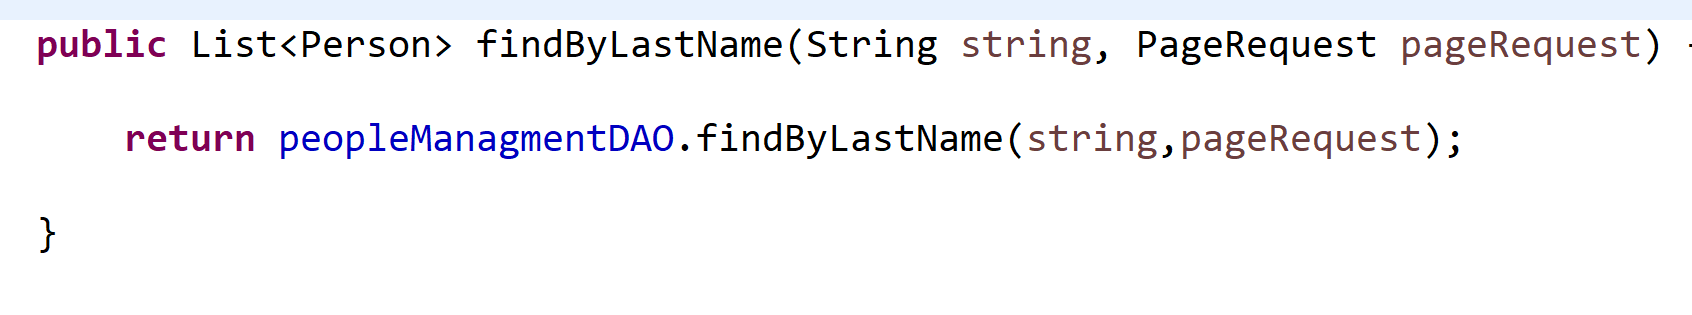 public List<Person> findByLastName(String string, PageRequest pageRequest)
return peopleManagmentDAO.findByLastName(string,pageRequest);
}